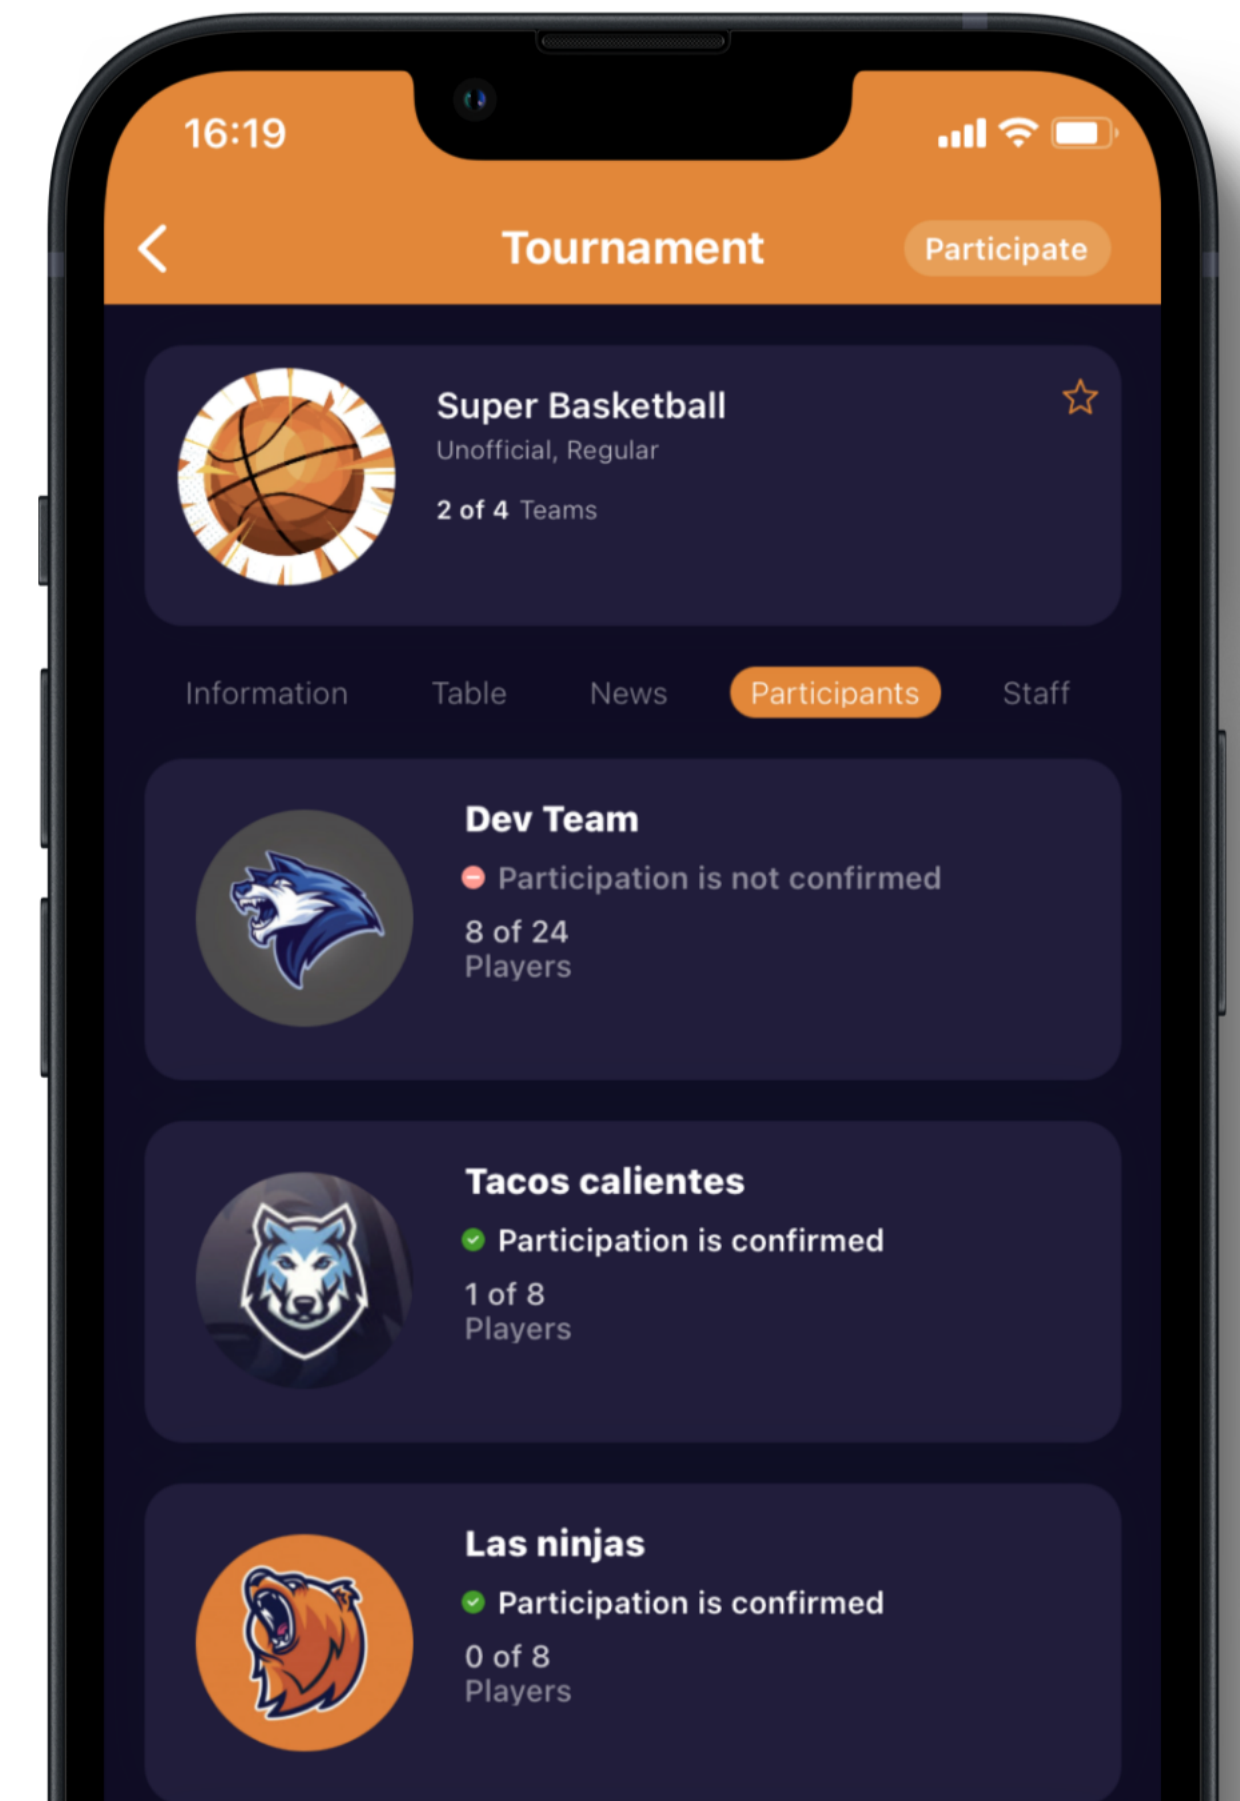 16:19
Tournament
Participate
Super Basketball
Unofficial, Regular
2 of 4 Teams
Information Table News Participants Staff
Dev Team
Participation is not confirmed
8 of 24
Players
Tacos calientes
Participation is confirmed
1 of 8
Players
Las ninjas
Participation is confirmed
0 of 8
Players